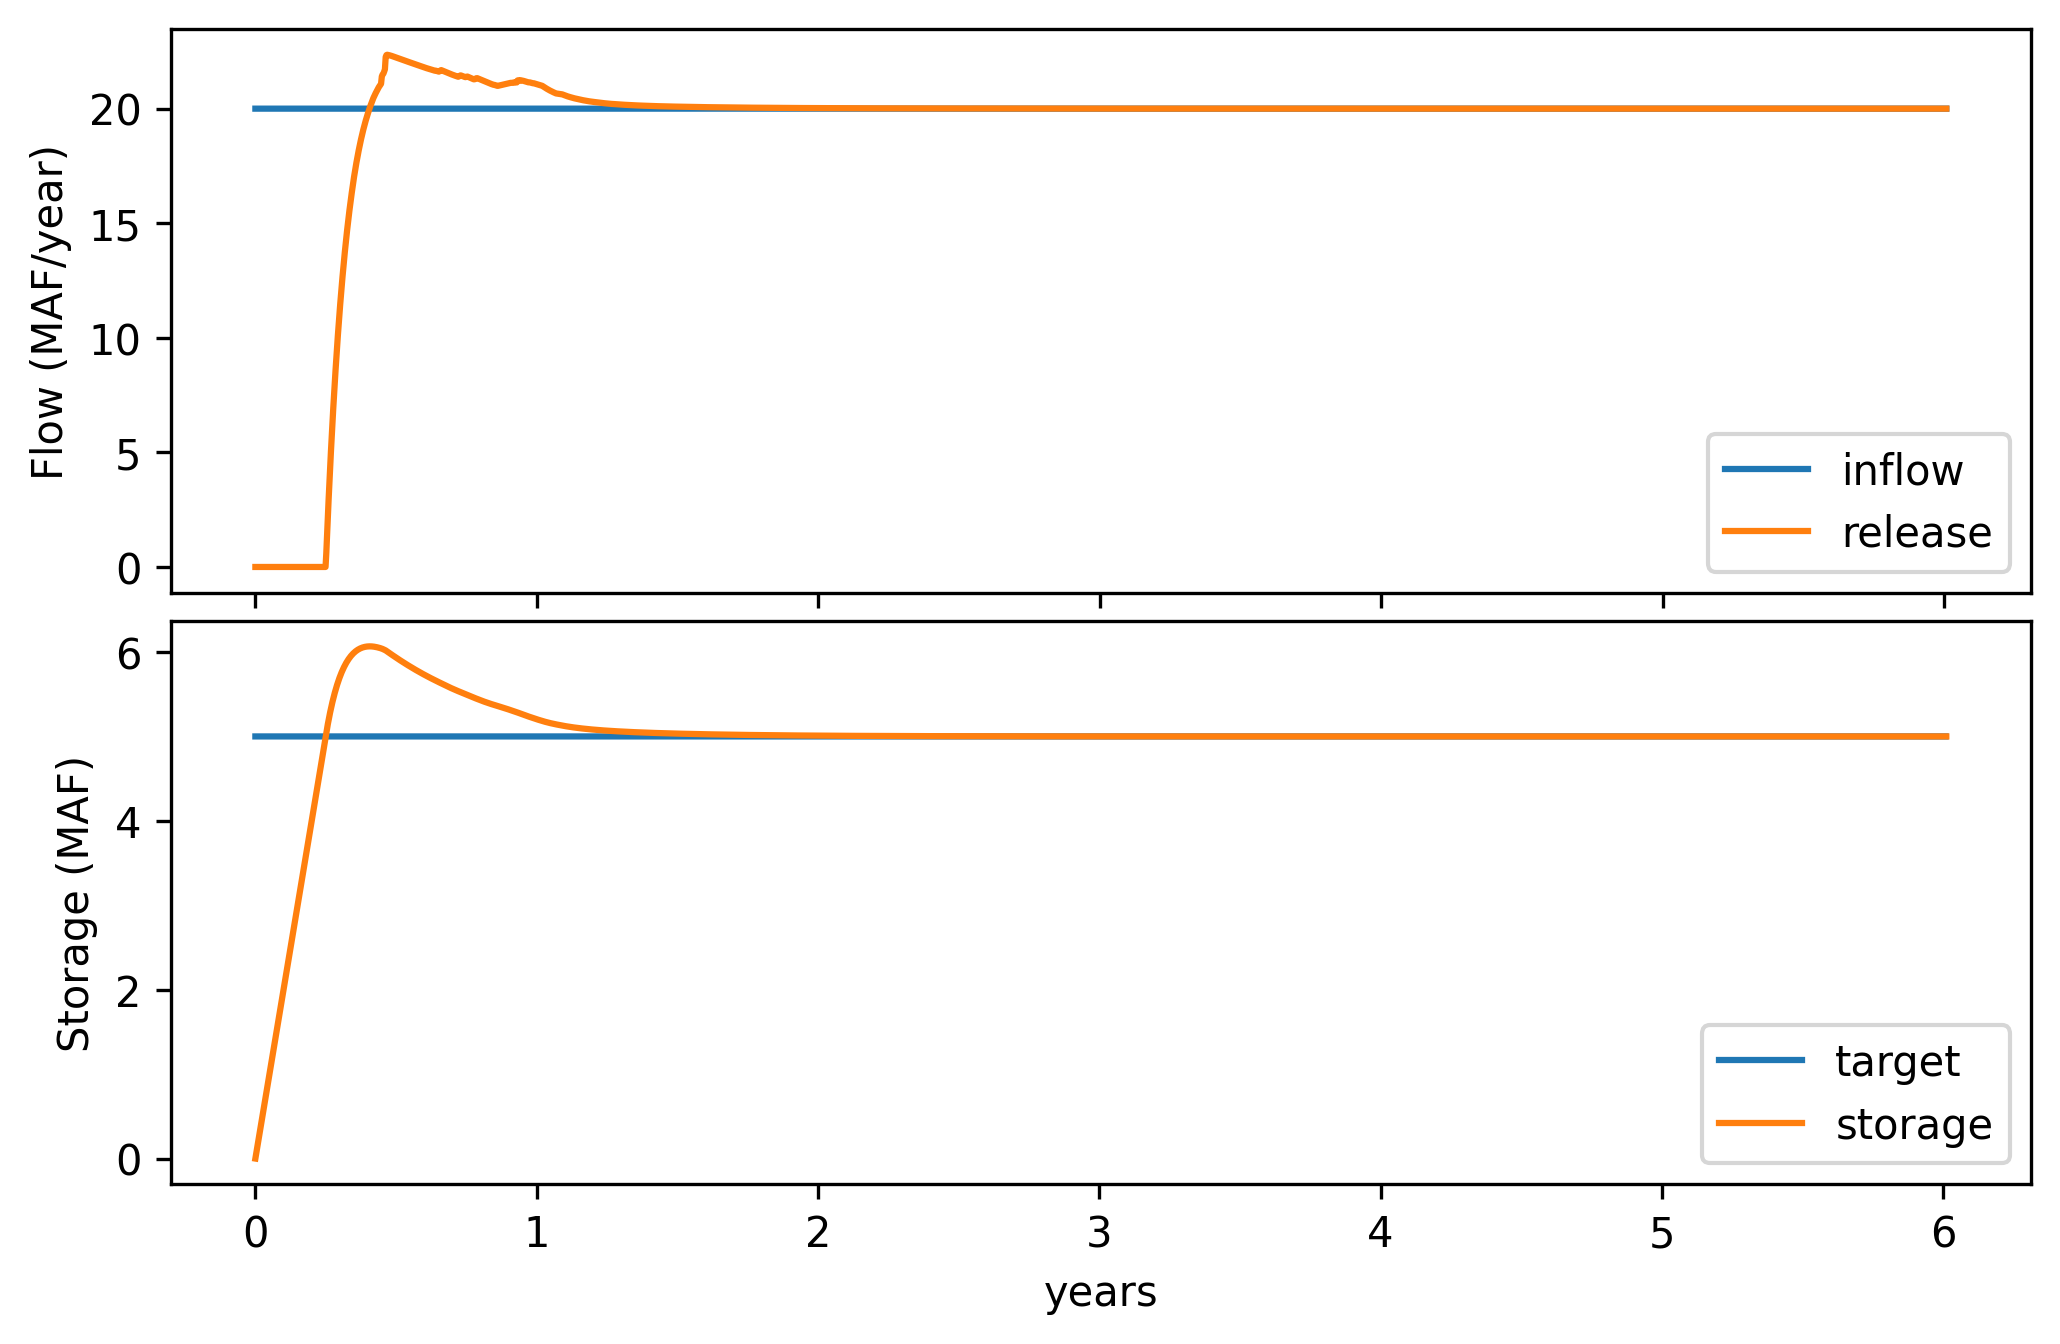 Flow (MAF/year)
20
15
10
5
0
inflow
release
Storage (MAF)
6
4
2
0
target
storage
0 1 2 3 4 5 6
years